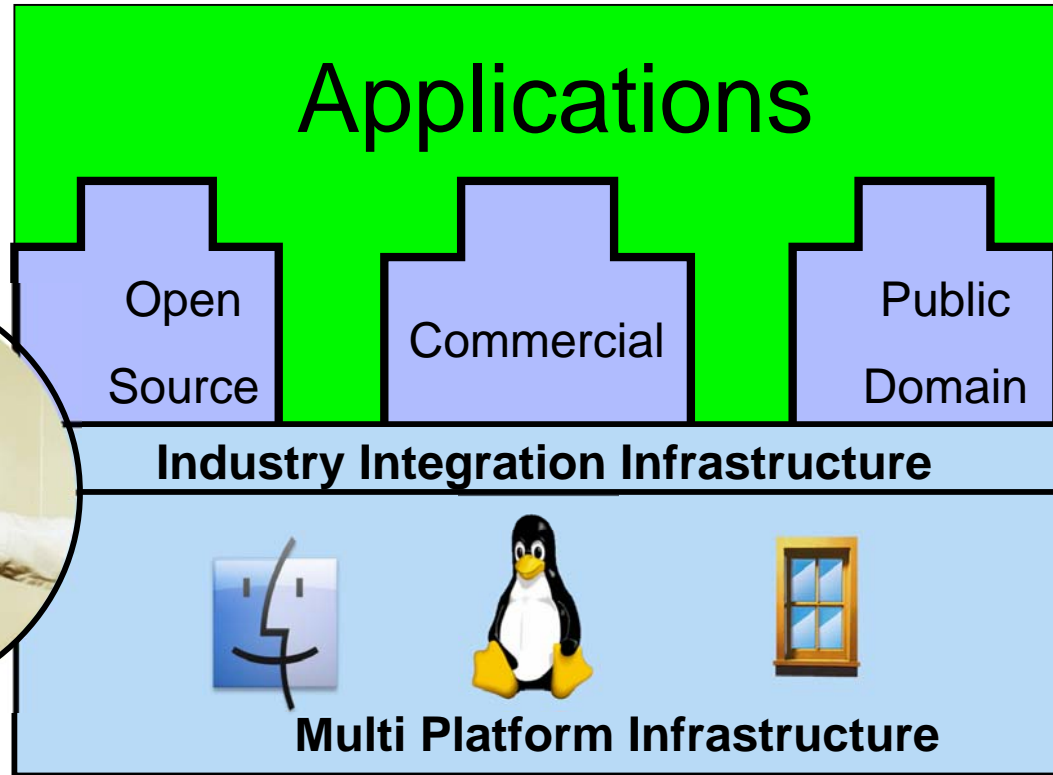 Applications
Open
Source
Commercial
Public
Domain
Industry Integration Infrastructure
Multi Platform Infrastructure